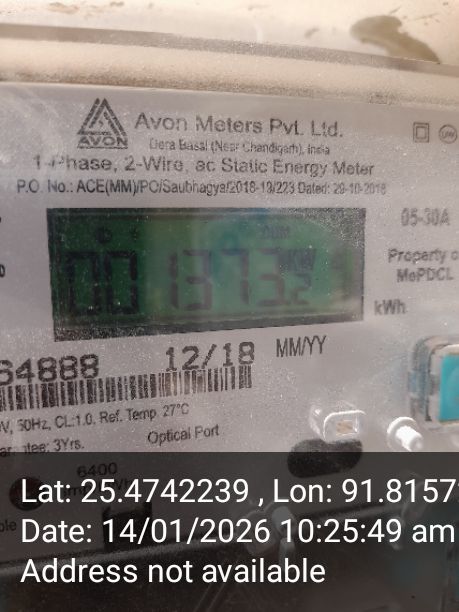 AVON
Avon Meters Pvt. Ltd.
Dera Bassi (Near Chandigarh), India
1-Phase, 2-Wire, ac Static Energy Meter
P.O. No.: ACE(MM)/PO/Saubhagya/2018-19/223 Dated: 29-10-2018
05-30A
Property o
MePDCL
001373.2
kWh
64888 12/18 MM/YY
V, 50Hz, CL:1.0, Ref. Temp. 27°C
arantee: 3Yrs.
Optical Port
6400
Lat: 25.4742239 , Lon: 91.8157
Date: 14/01/2026 10:25:49 am
Address not available